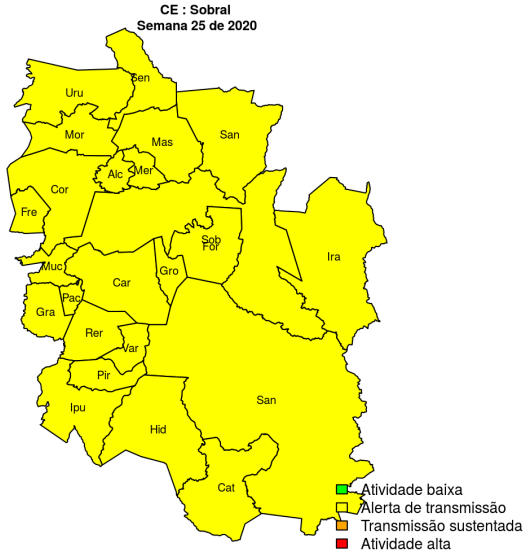 CE : Sobral
Semana 25 de 2020
Sen
Uru
Mor
Mas
San
Alc
Mer
Cor
Fre
Sob
For
Ira
Muc
Gro
Car
Pac
Gra
Rer
Var
Pir
San
Ipu
Hid
Cat
Atividade baixa
Alerta de transmissão
Transmissão sustentada
Atividade alta